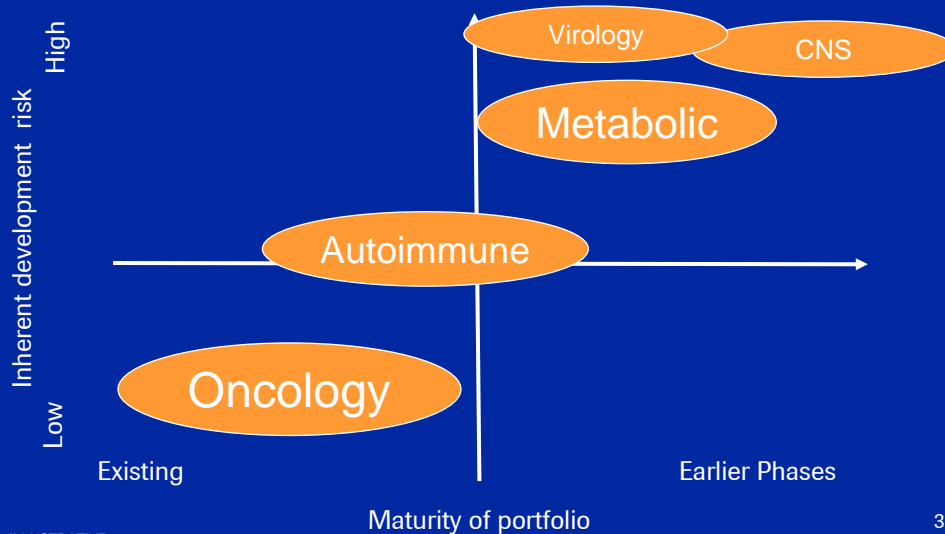 High
Virology
CNS
Metabolic
Inherent development risk
Autoimmune
Oncology
Low
Existing
Earlier Phases
Maturity of portfolio
3